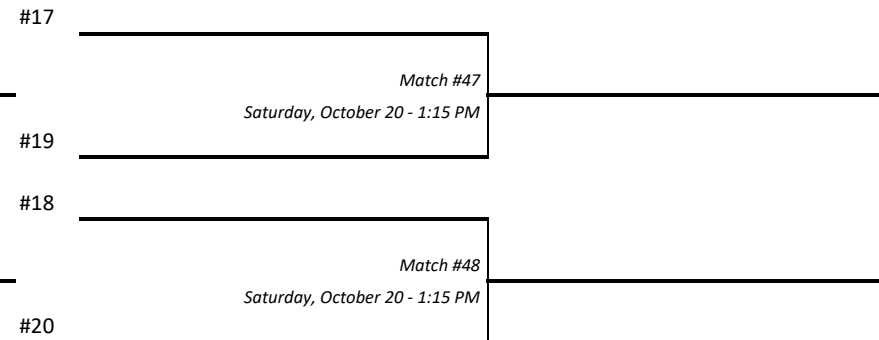 #17
Match #47
Saturday, October 20 - 1:15 PM
#19
#18
Match #48
Saturday, October 20 - 1:15 PM
#20